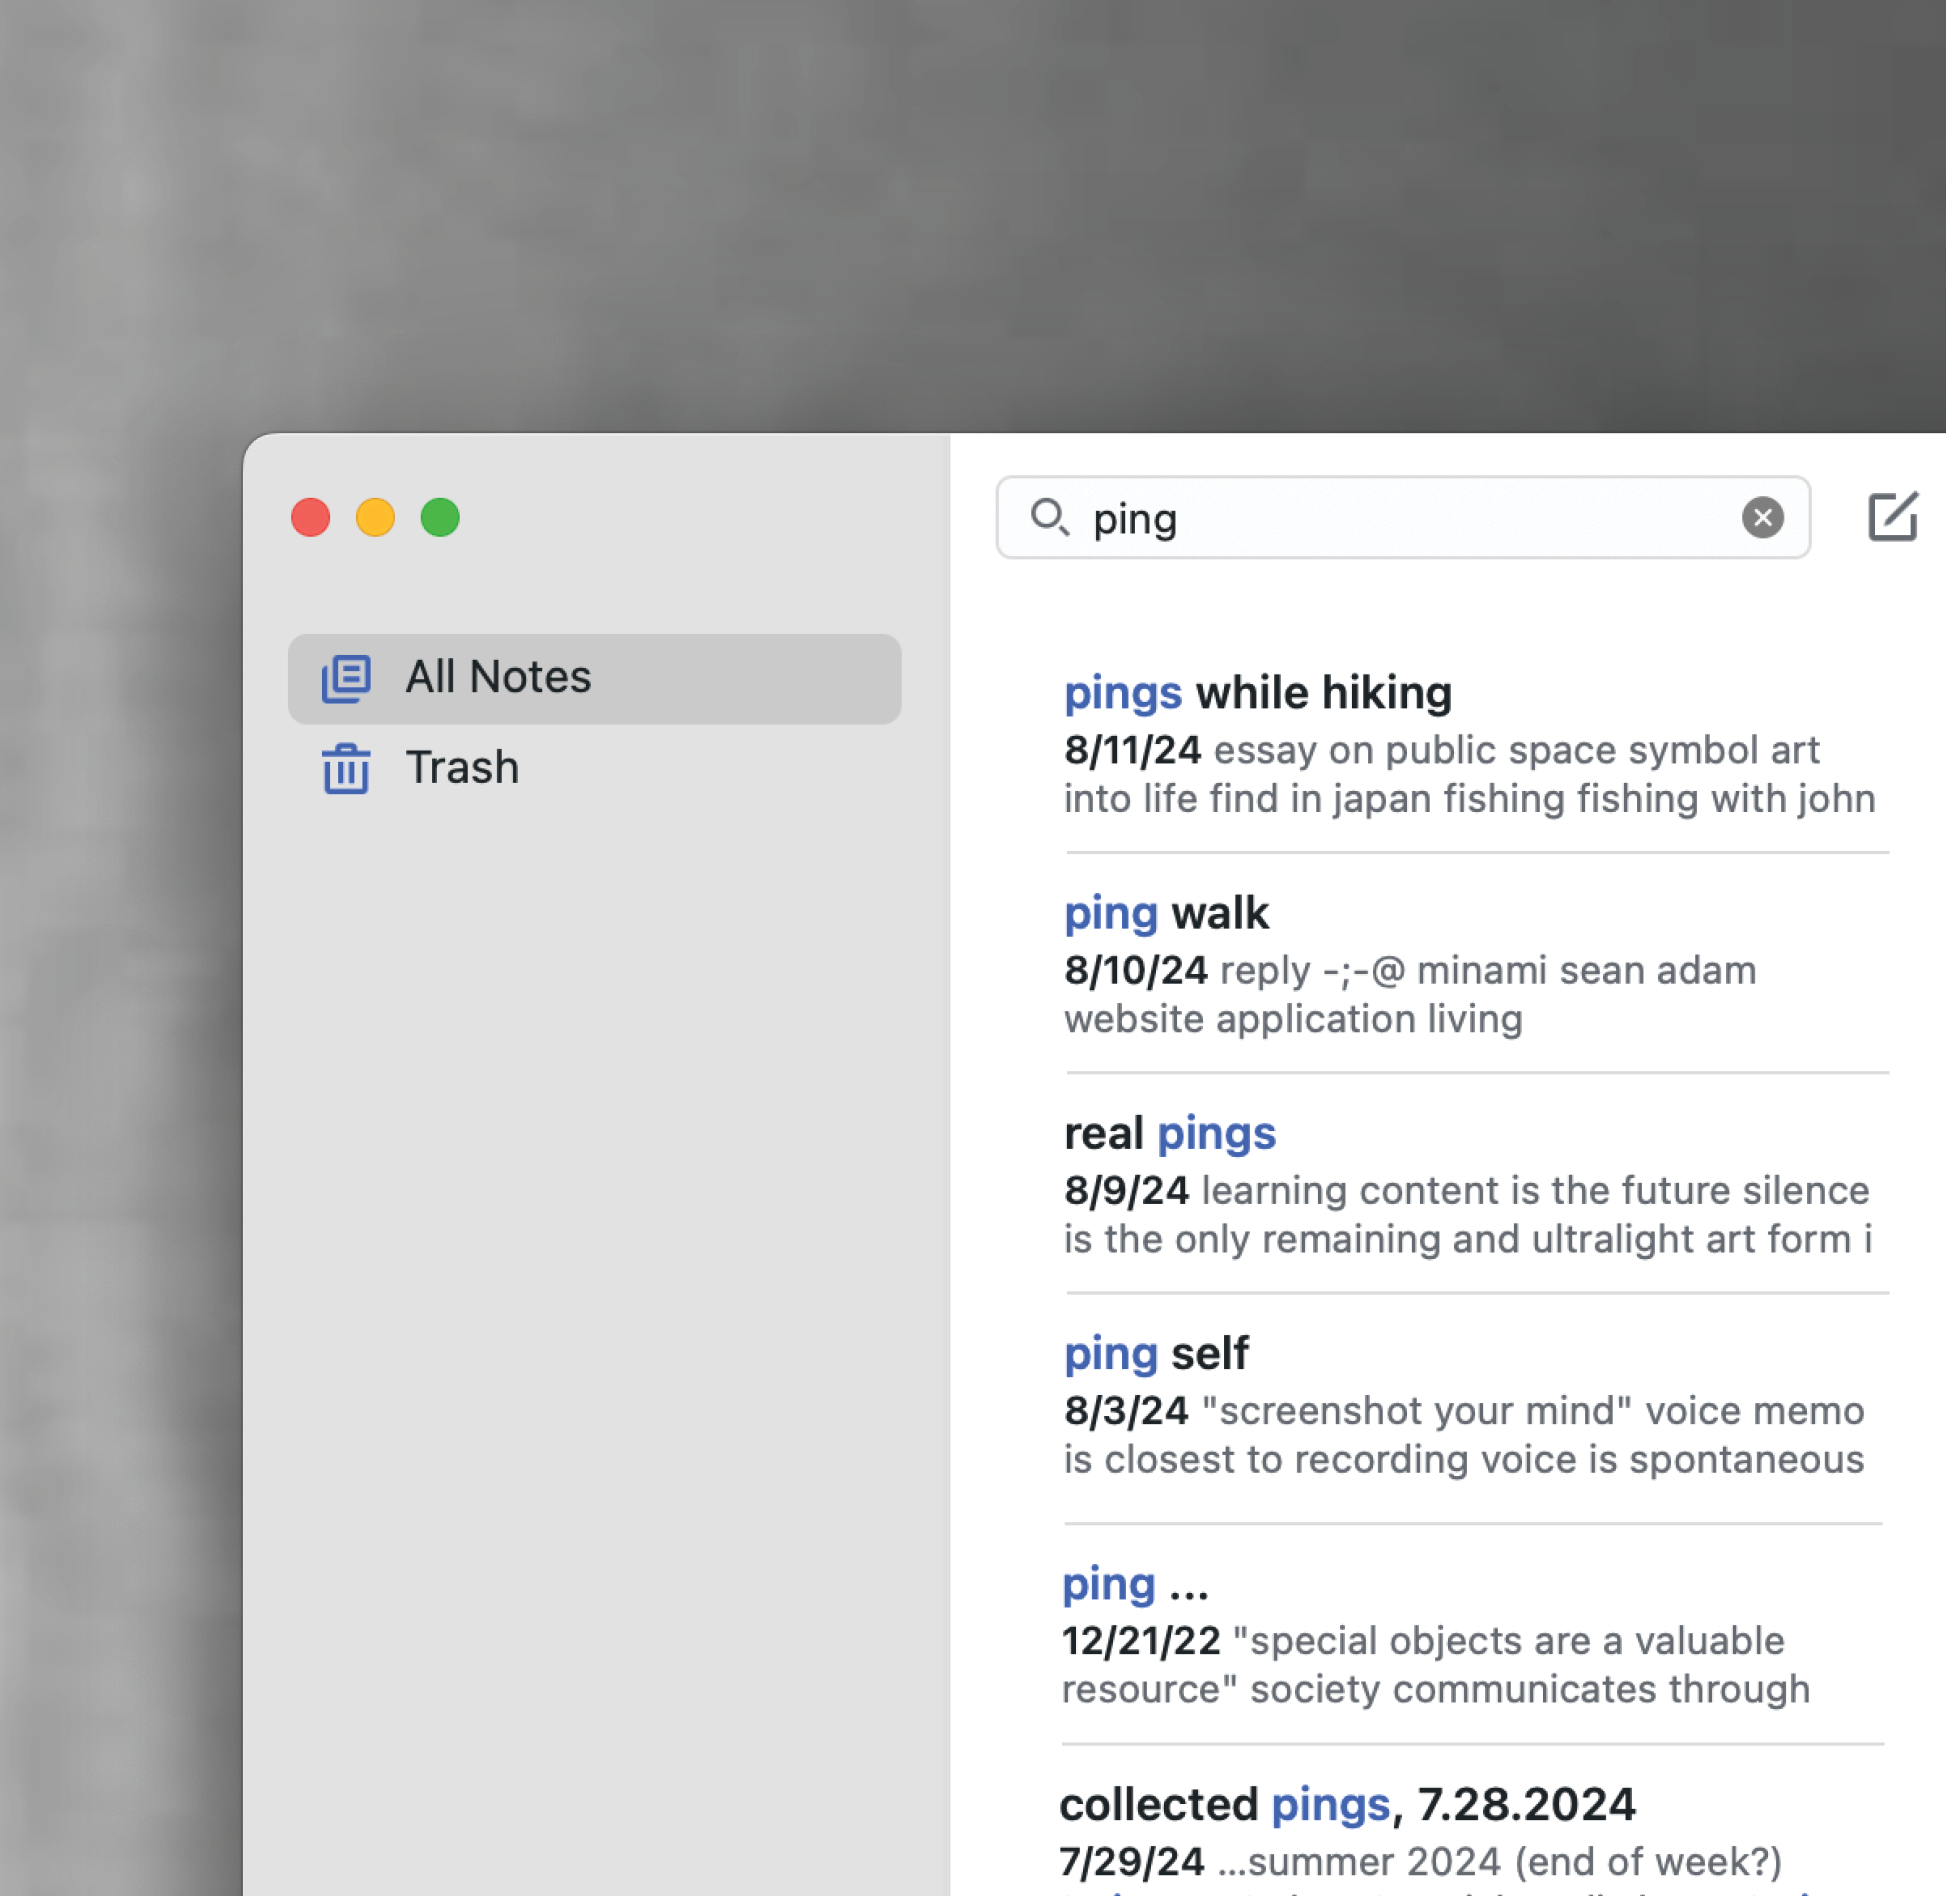 ping
All Notes
Trash
pings while hiking
8/11/24 essay on public space symbol art
into life find in japan fishing fishing with john
ping walk
8/10/24 reply -;-@ minami sean adam
website application living
real pings
8/9/24 learning content is the future silence
is the only remaining and ultralight art form i
ping self
8/3/24 "screenshot your mind" voice memo
is closest to recording voice is spontaneous
ping ...
12/21/22 "special objects are a valuable
resource" society communicates through
collected pings, 7.28.2024
7/29/24 ...summer 2024 (end of week?)